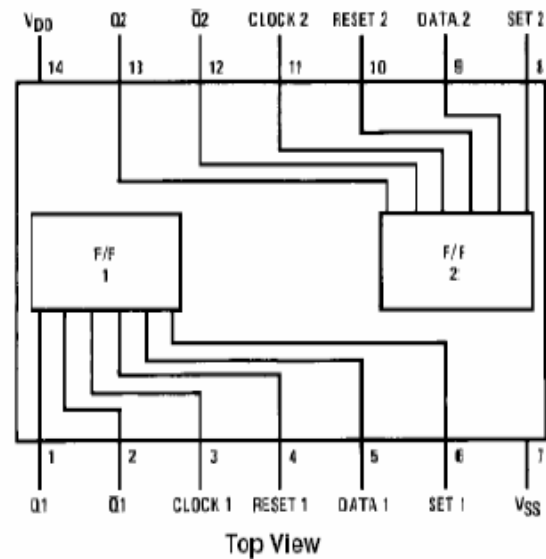 VDD Q2 Q̅2 CLOCK 2 RESET 2 DATA 2 SET 2
14 13 12 11 10 9 8
F/F
1
F/F
2
1 2 3 4 5 6 7
Q1 Q̅1 CLOCK 1 RESET 1 DATA 1 SET 1 VSS
Top View